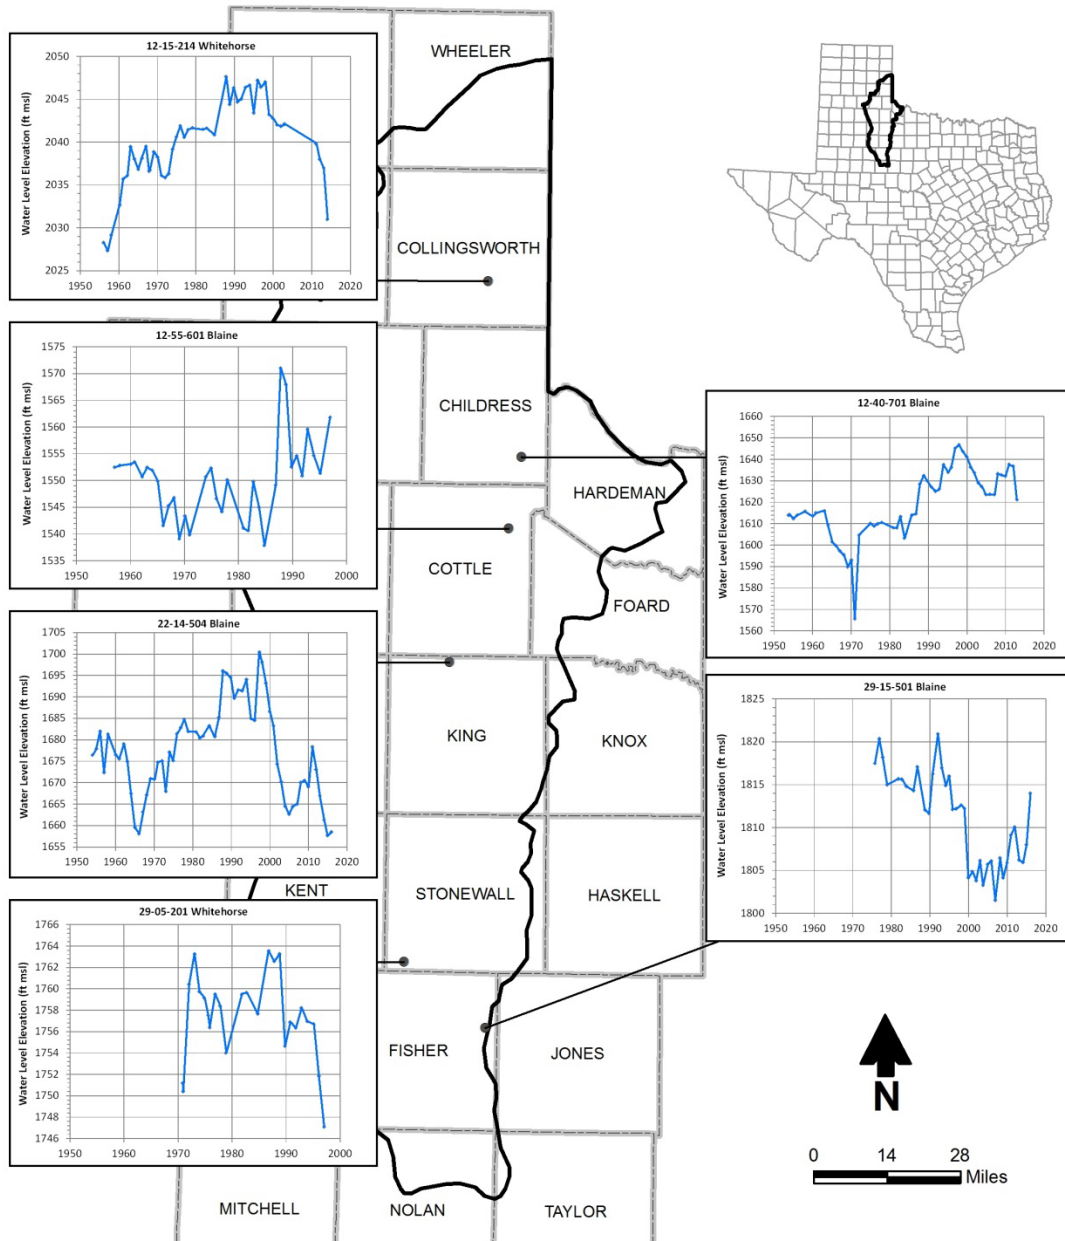 12-15-214 Whitehorse
Water Level Elevation (ft msl)
2050
2045
2040
2035
2030
2025
1950 1960 1970 1980 1990 2000 2010 2020
12-55-601 Blaine
Water Level Elevation (ft msl)
1575
1570
1565
1560
1555
1550
1545
1540
1535
1950 1960 1970 1980 1990 2000
22-14-504 Blaine
Water Level Elevation (ft msl)
1705
1700
1695
1690
1685
1680
1675
1670
1665
1660
1655
1950 1960 1970 1980 1990 2000 2010 2020
29-05-201 Whitehorse
Water Level Elevation (ft msl)
1766
1764
1762
1760
1758
1756
1754
1752
1750
1748
1746
1950 1960 1970 1980 1990 2000
WHEELER
COLLINGSWORTH
CHILDRESS
HARDEMAN
COTTLE
FOARD
KING
KNOX
KENT
STONEWALL
HASKELL
FISHER
JONES
MITCHELL
NOLAN
TAYLOR
12-40-701 Blaine
Water Level Elevation (ft msl)
1660
1650
1640
1630
1620
1610
1600
1590
1580
1570
1560
1950 1960 1970 1980 1990 2000 2010 2020
29-15-501 Blaine
Water Level Elevation (ft msl)
1825
1820
1815
1810
1805
1800
1950 1960 1970 1980 1990 2000 2010 2020
N
0 14 28
Miles